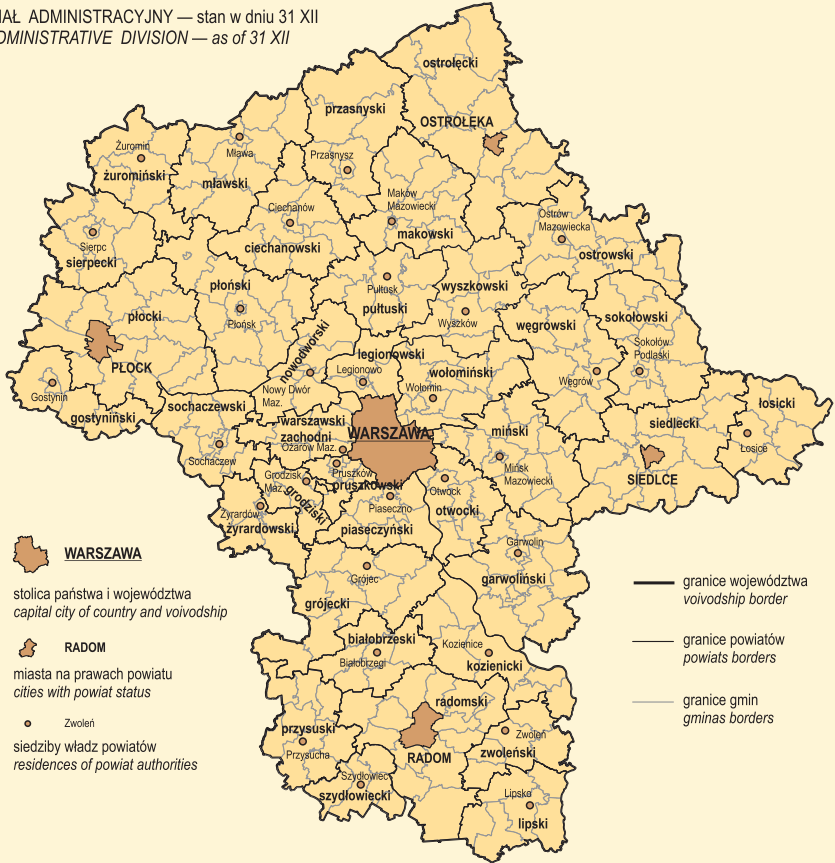 ADMINISTRACYJNY — stan w dniu 31 XII
DIVISION — as of 31 XII
ostrołęcki
przasnyski
OSTROŁĘKA
Żuromin
Mława
Przasnysz
żuromiński
mławski
Maków
Mazowiecki
Ciechanów
Ostrów
Mazowiecka
makowski
Sierpc
ciechanowski
sierpecki
ostrowski
płoński
Pułtusk
wyszkowski
pułtuski
płocki
Płońsk
Wyszków
węgrowski
sokołowski
nowodworski
Sokołów
Podlaski
legionowski
PŁOCK
Legionowo
wołomiński
Węgrów
Gostynin
Nowy Dwór
Maz.
Wołomin
sochaczewski
łosicki
gostyniński
warszawski
zachodni
WARSZAWA
miński
siedlecki
Ożarów Maz.
Łosice
Sochaczew
Pruszków
Mińsk
Mazowiecki
Grodzisk
Maz.
pruszkowski
Otwock
SIEDLCE
grodziski
Piaseczno
Żyrardów
otwocki
żyrardowski
piaseczyński
Garwolin
Grójec
garwoliński
grójecki
białobrzeski
Kozienice
Białobrzegi
kozienicki
radomski
przysuski
Zwoleń
Przysucha
zwoleński
RADOM
Szydłowiec
szydłowiecki
Lipsko
lipski
WARSZAWA
stolica państwa i województwa
capital city of country and voivodship
RADOM
miasta na prawach powiatu
cities with powiat status
Zwoleń
siedziby władz powiatów
residences of powiat authorities
granice województwa
voivodship border
granice powiatów
powiats borders
granice gmin
gminas borders